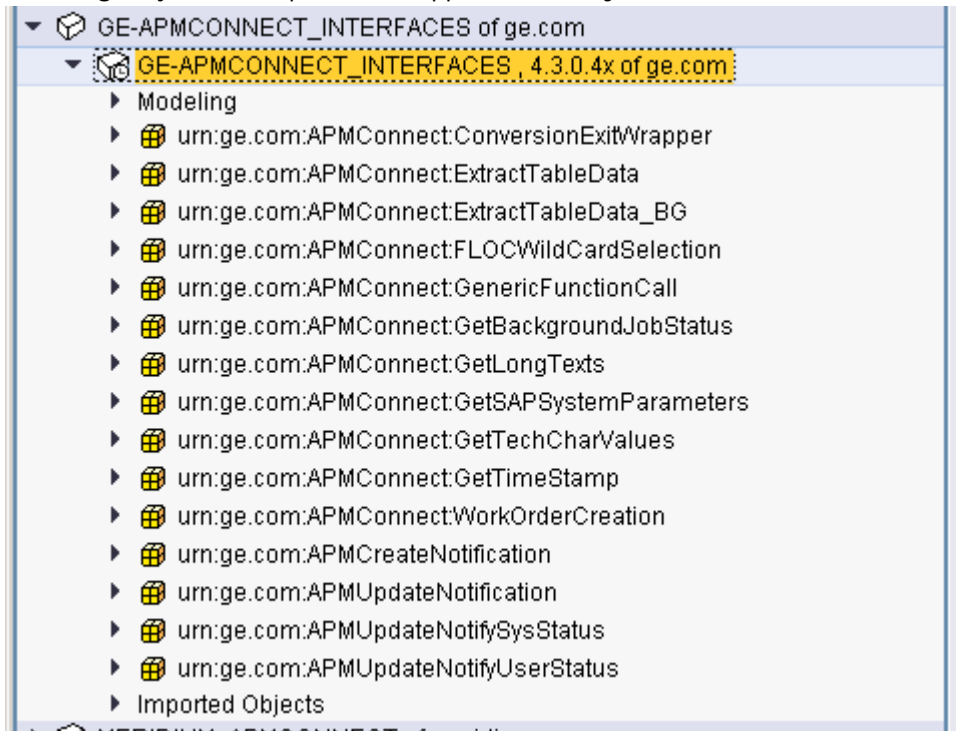 GE-APMCONNECT_INTERFACES of ge.com
GE-APMCONNECT_INTERFACES , 4.3.0.4x of ge.com
Modeling
urn:ge.com:APMConnect:ConversionExitWrapper
urn:ge.com:APMConnect:ExtractTableData
urn:ge.com:APMConnect:ExtractTableData_BG
urn:ge.com:APMConnect:FLOCWildCardSelection
urn:ge.com:APMConnect:GenericFunctionCall
urn:ge.com:APMConnect:GetBackgroundJobStatus
urn:ge.com:APMConnect:GetLongTexts
urn:ge.com:APMConnect:GetSAPSystemParameters
urn:ge.com:APMConnect:GetTechCharValues
urn:ge.com:APMConnect:GetTimeStamp
urn:ge.com:APMConnect:WorkOrderCreation
urn:ge.com:APMCreateNotification
urn:ge.com:APMUpdateNotification
urn:ge.com:APMUpdateNotifySysStatus
urn:ge.com:APMUpdateNotifyUserStatus
Imported Objects